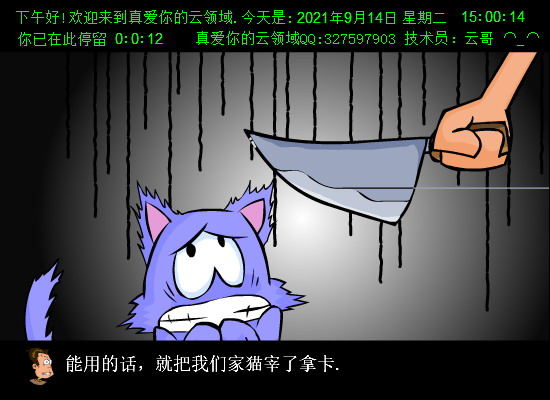 下午好!欢迎来到真爱你的云领域.今天是:2021年9月14日 星期二 15:00:14
你已在此停留 0:0:12 真爱你的云领域QQ:327597903 技术员:云哥 ◠_◠
能用的话，就把我们家猫宰了拿卡.